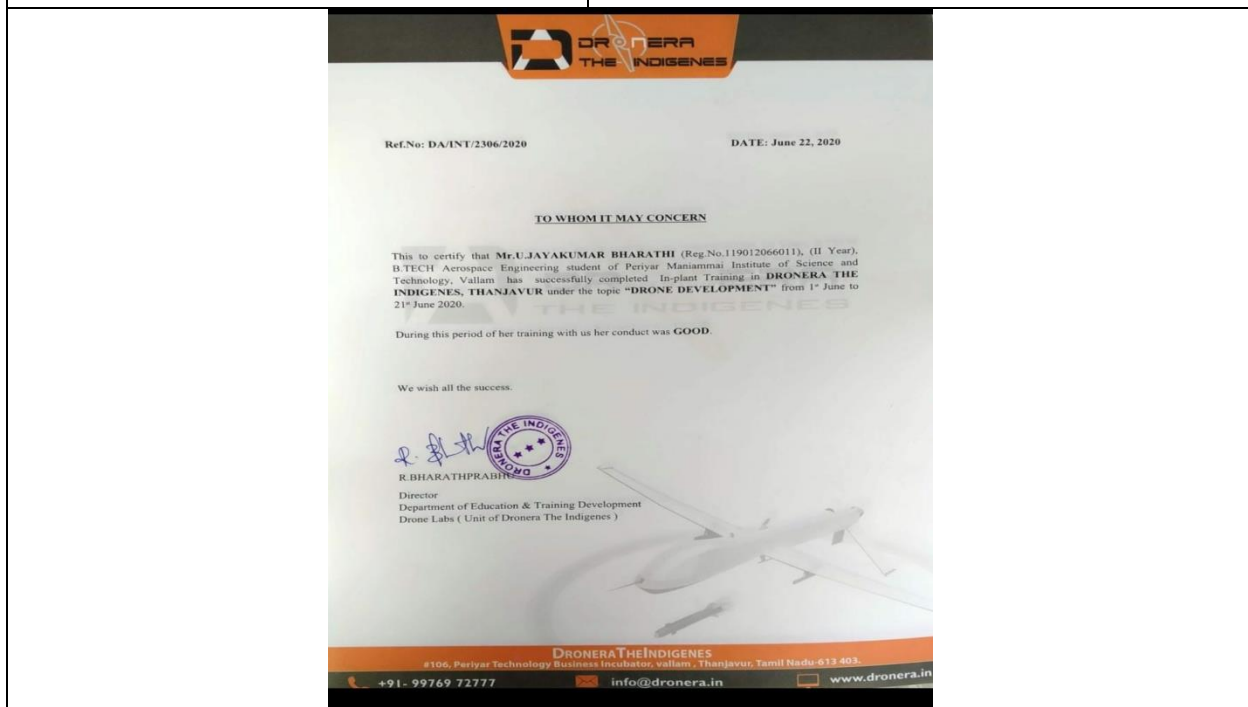 DRONERA
THE INDIGENES
Ref.No: DA/INT/2306/2020
DATE: June 22, 2020
TO WHOM IT MAY CONCERN
This to certify that Mr.U.JAYAKUMAR BHARATHI (Reg.No.119012066011), (II Year),
B.TECH Aerospace Engineering student of Periyar Maniammai Institute of Science and
Technology, Vallam has successfully completed In-plant Training in DRONERA THE
INDIGENES, THANJAVUR under the topic “DRONE DEVELOPMENT” from 1st June to
21st June 2020.
THE INDIGENES
During this period of her training with us her conduct was GOOD.
We wish all the success.
DRONERA THE INDIGENES
R.BHARATHPRABHU
Director
Department of Education & Training Development
Drone Labs ( Unit of Dronera The Indigenes )
DRONERATHEINDIGENES
#106, Periyar Technology Business Incubator, vallam , Thanjavur, Tamil Nadu-613 403.
+91- 99769 72777
info@dronera.in
www.dronera.in